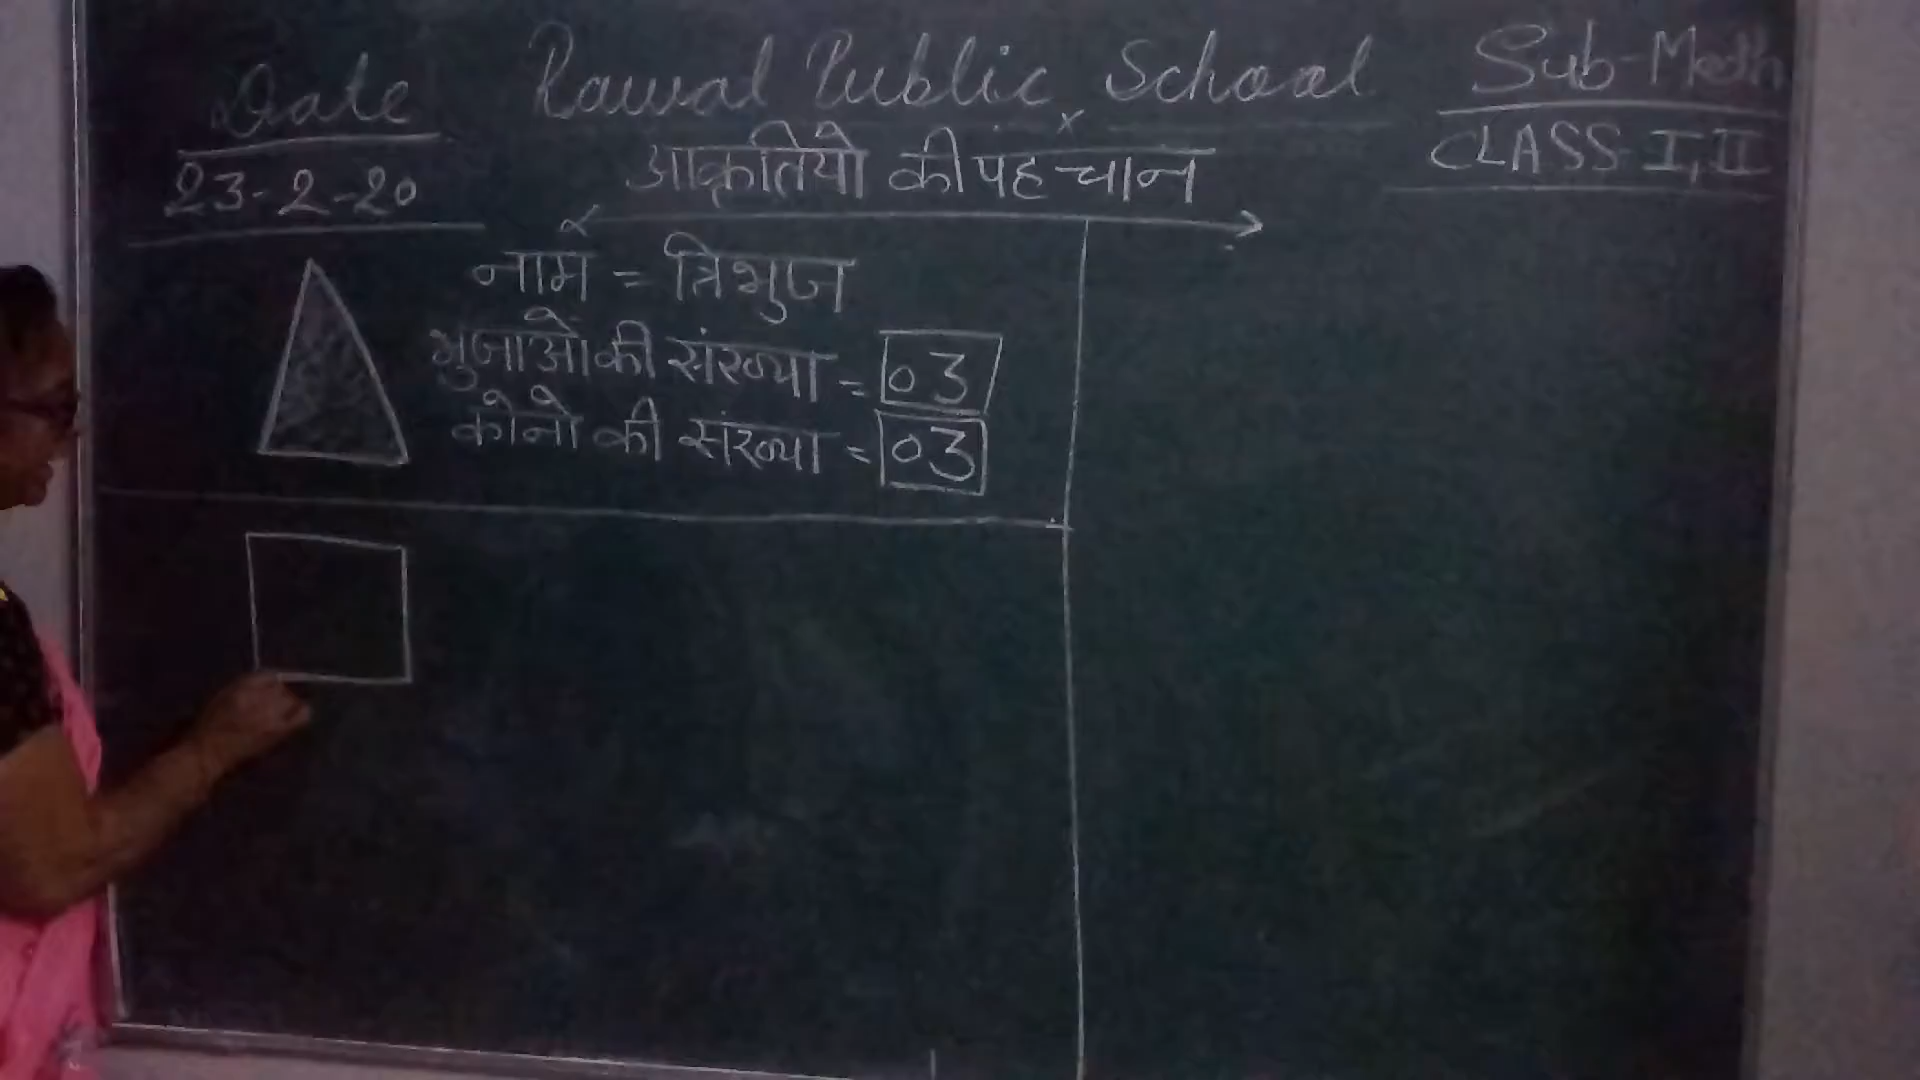 Date
23-2-20
Rawal Public School
Sub-Math
CLASS I, II
आकृतियो की पहचान
नाम = त्रिभुज
भुजाओं की संख्या = 03
कोनो की संख्या = 03